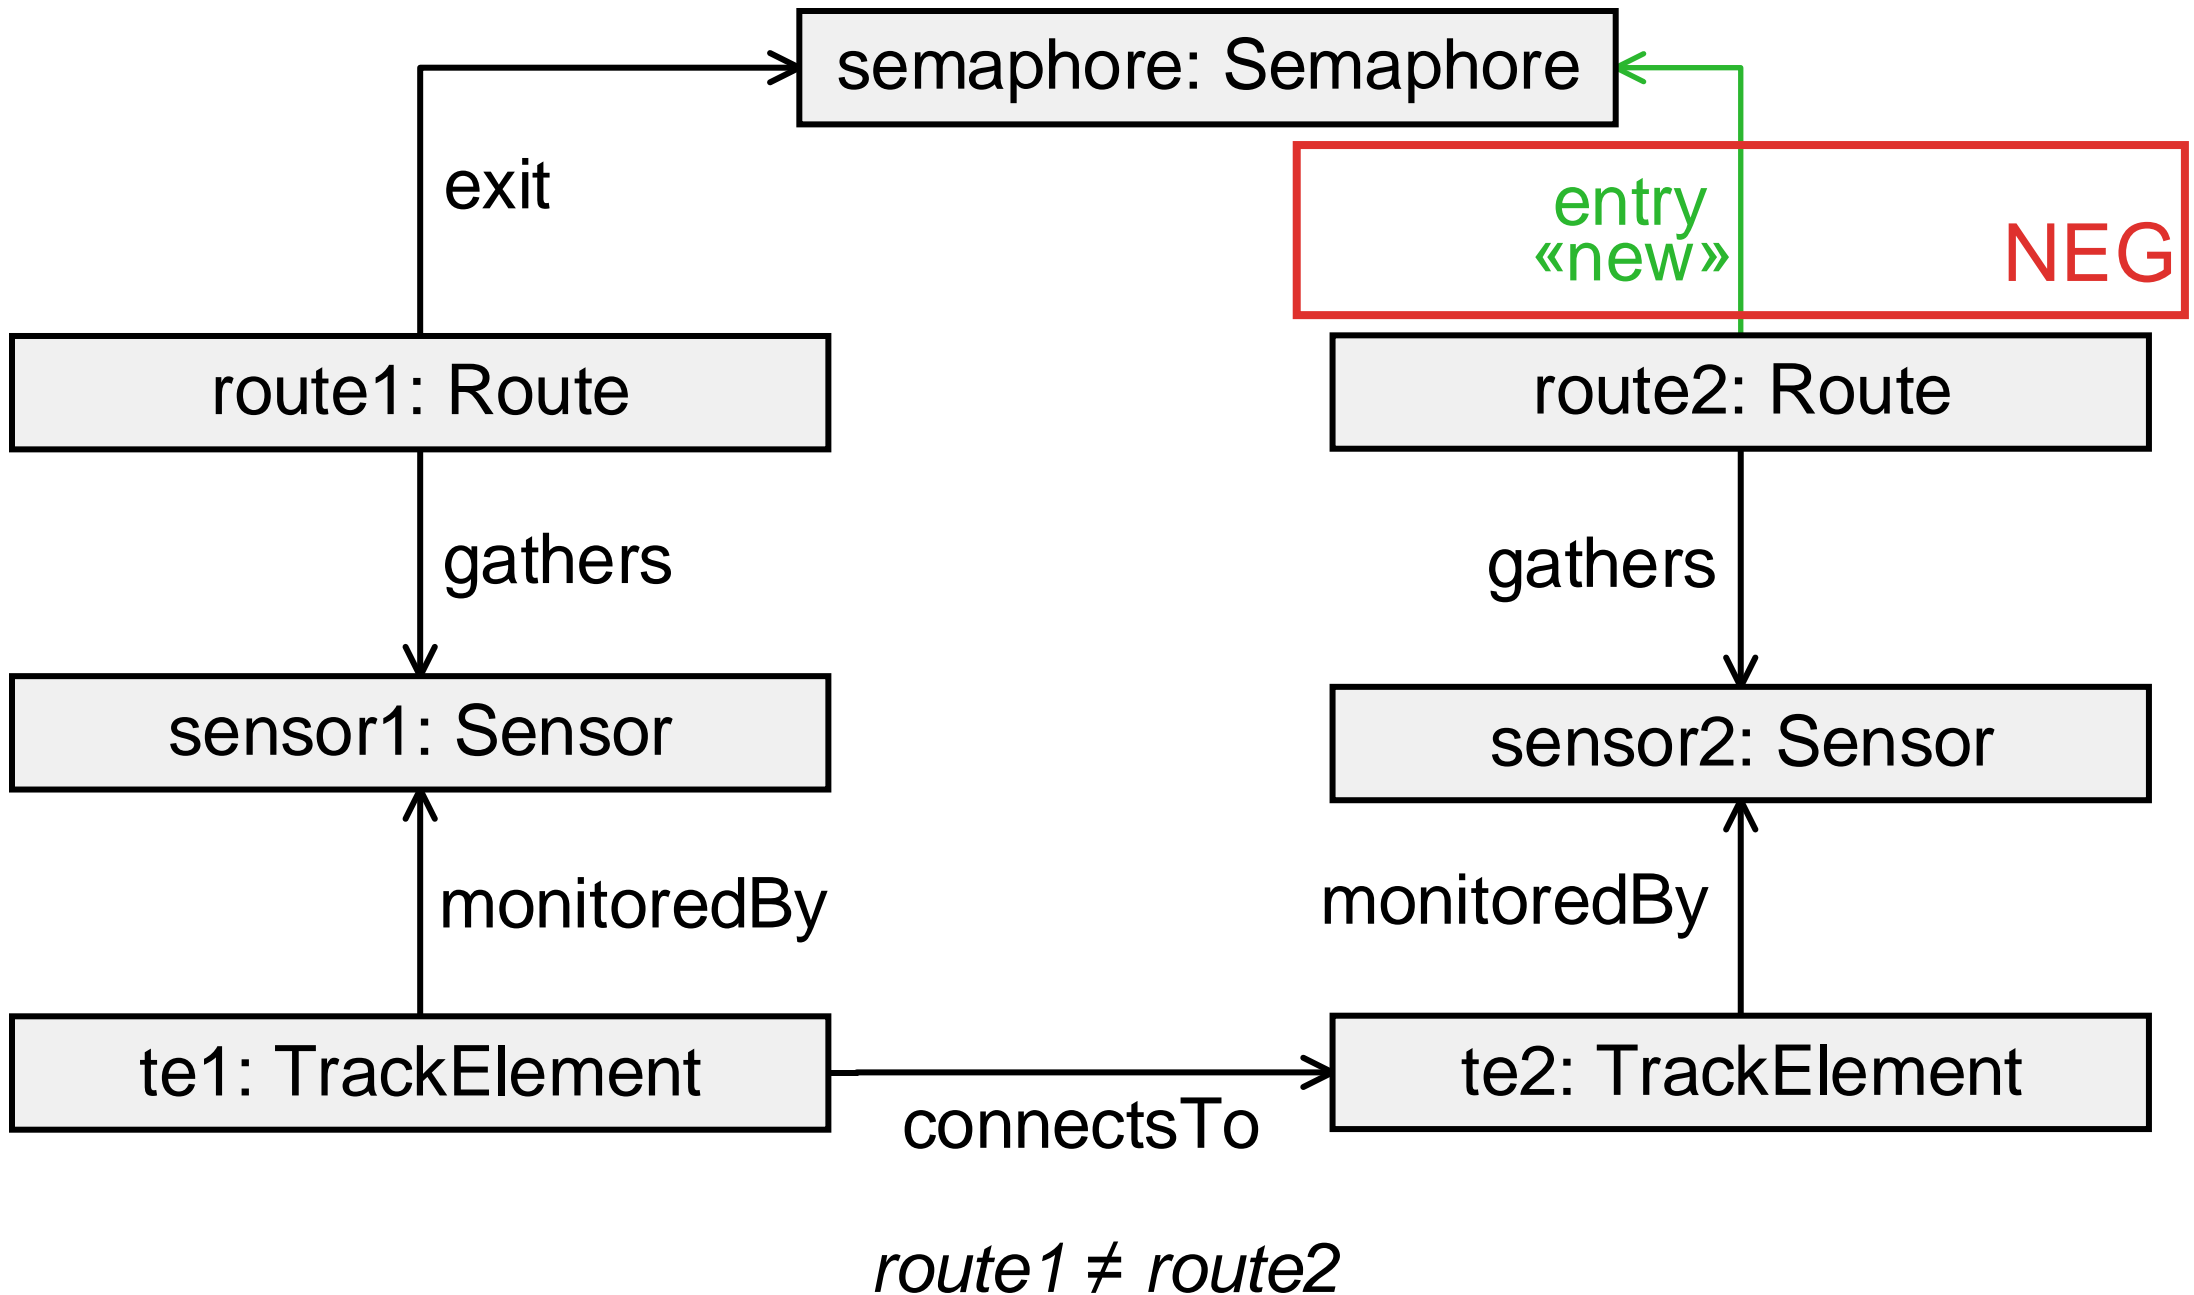 semaphore: Semaphore
exit
entry
«new»
NEG
route1: Route
route2: Route
gathers
gathers
sensor1: Sensor
sensor2: Sensor
monitoredBy
monitoredBy
te1: TrackElement
te2: TrackElement
connectsTo
route1 ≠ route2